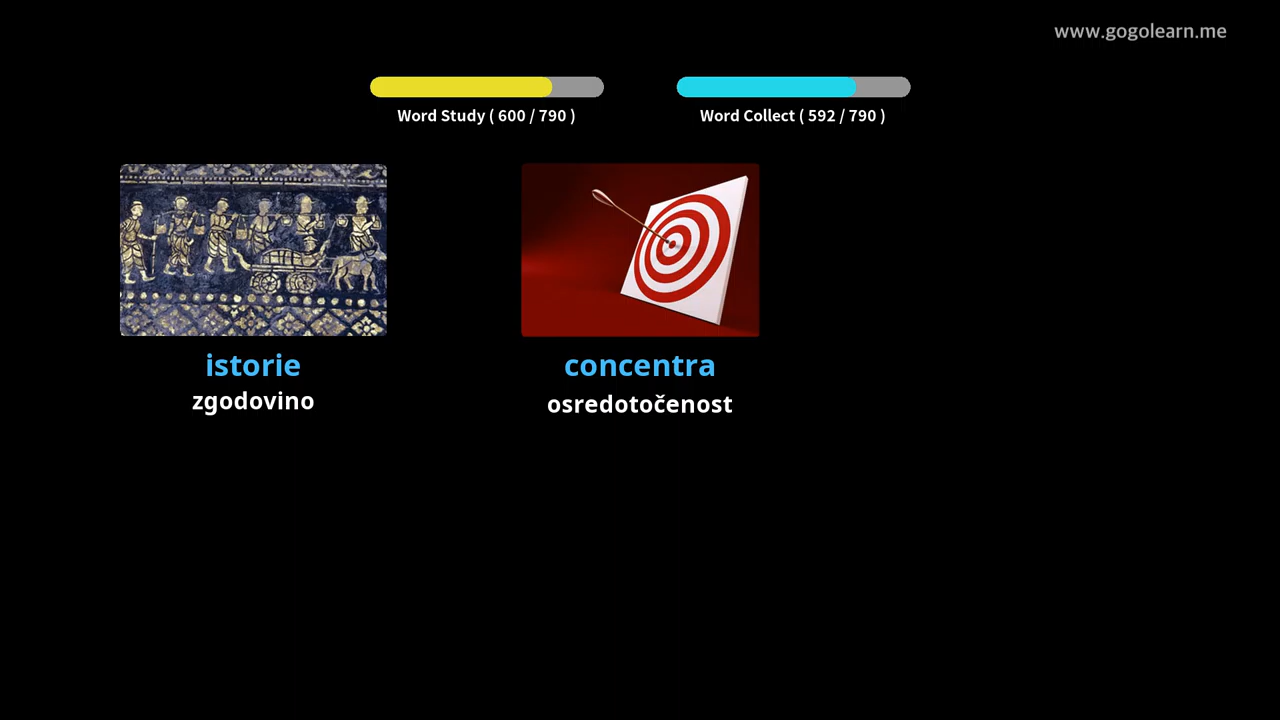 www.gogolearn.me
Word Study ( 600 / 790 )
Word Collect ( 592 / 790 )
istorie
zgodovino
concentra
osredotočenost